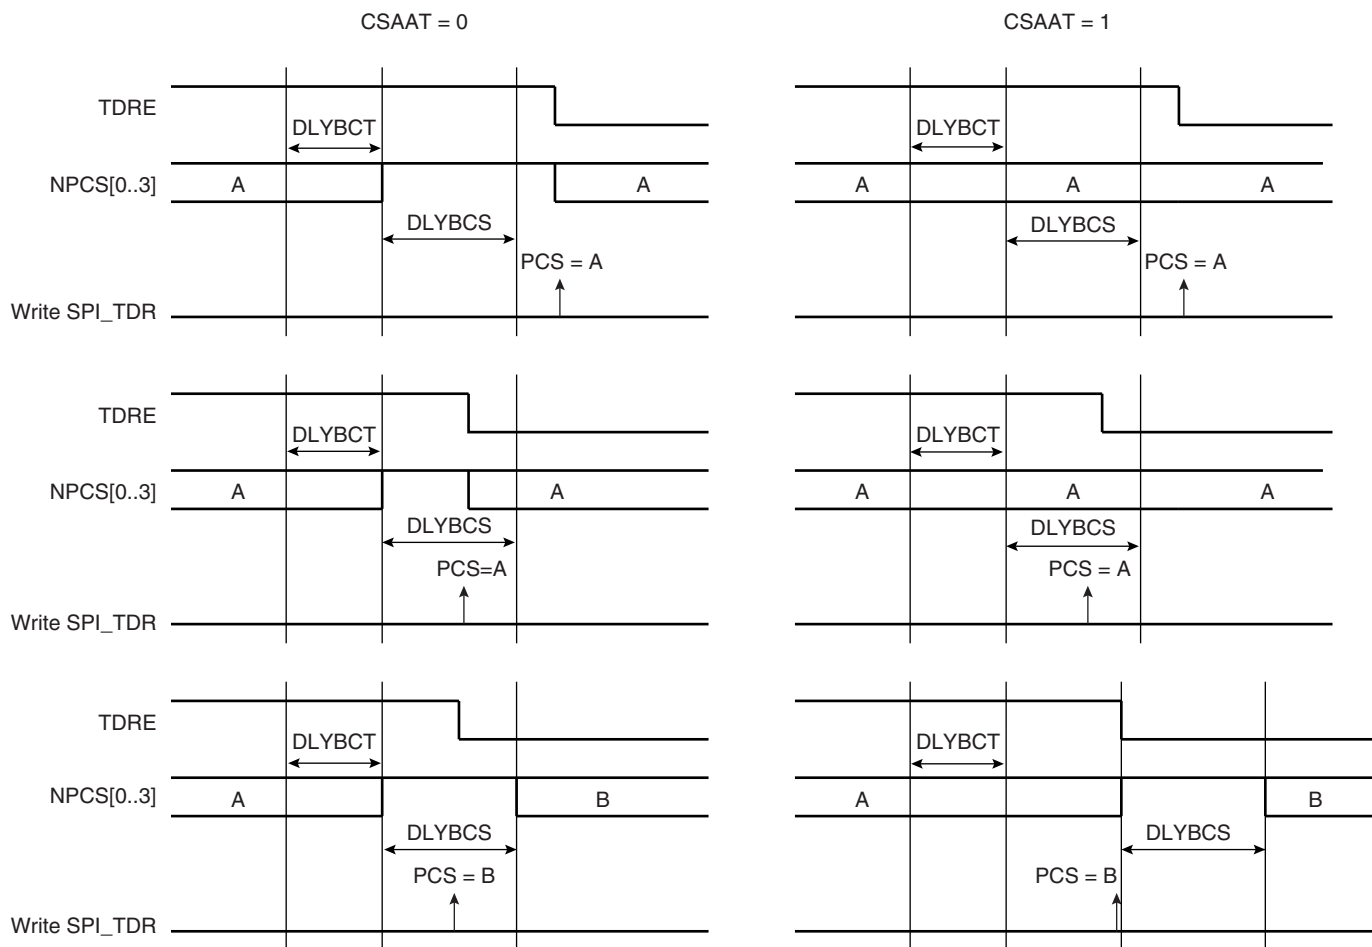 CSAAT = 0 CSAAT = 1
TDRE
DLYBCT DLYBCT
NPCS[0..3] A A A A A
DLYBCS DLYBCS
PCS = A PCS = A
Write SPI_TDR
TDRE
DLYBCT DLYBCT
NPCS[0..3] A A A A A
DLYBCS DLYBCS
PCS=A PCS = A
Write SPI_TDR
TDRE
DLYBCT DLYBCT
NPCS[0..3] A B A B
DLYBCS DLYBCS
PCS = B PCS = B
Write SPI_TDR